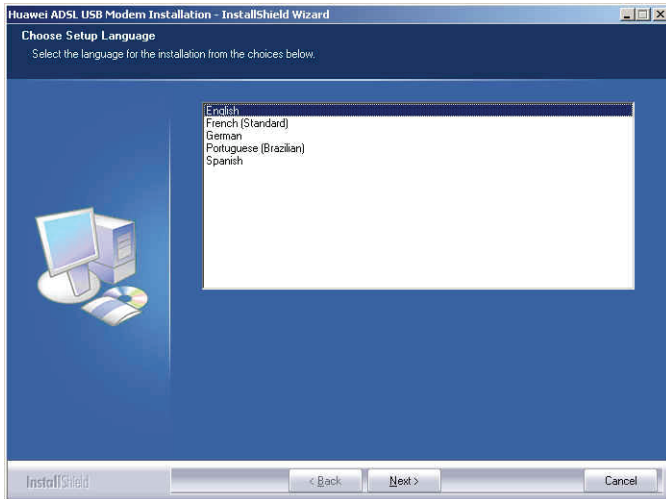 Huawei ADSL USB Modem Installation - InstallShield Wizard
Choose Setup Language
Select the language for the installation from the choices below.
English
French (Standard)
German
Portuguese (Brazilian)
Spanish
InstallShield
< Back
Next >
Cancel